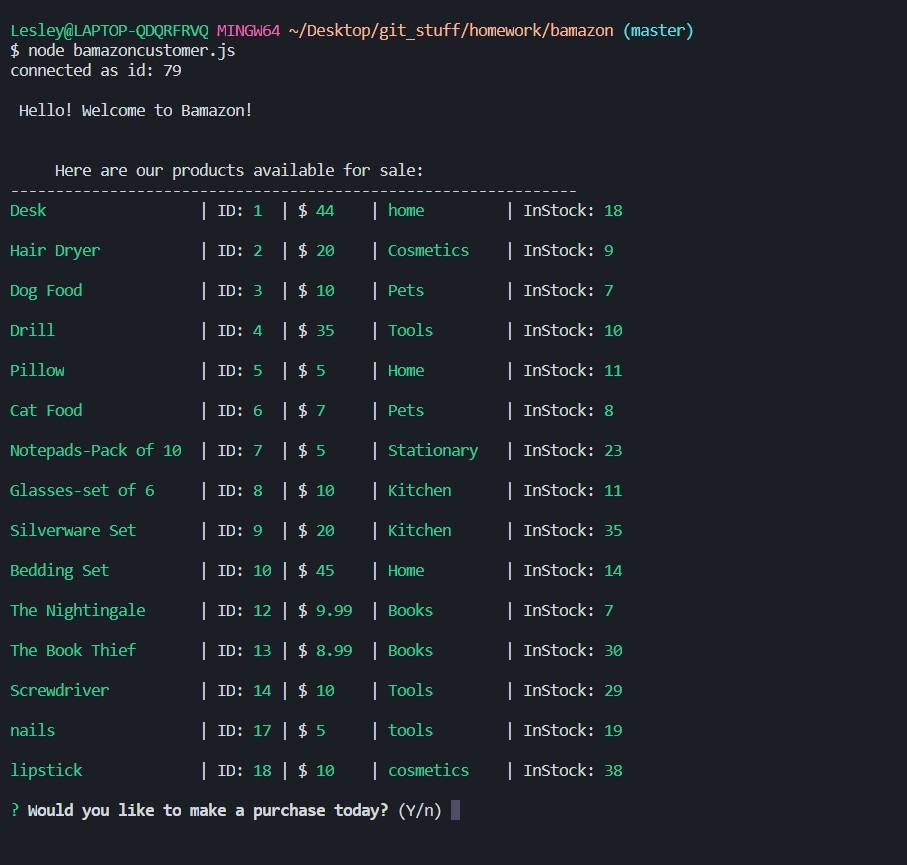 Lesley@LAPTOP-QDQRFRVQ MINGW64 ~/Desktop/git_stuff/homework/bamazon (master)
$ node bamazoncustomer.js
connected as id: 79
Hello! Welcome to Bamazon!
Here are our products available for sale:
---------------------------------------------------------------
Desk | ID: 1 | $ 44 | home | InStock: 18
Hair Dryer | ID: 2 | $ 20 | Cosmetics | InStock: 9
Dog Food | ID: 3 | $ 10 | Pets | InStock: 7
Drill | ID: 4 | $ 35 | Tools | InStock: 10
Pillow | ID: 5 | $ 5 | Home | InStock: 11
Cat Food | ID: 6 | $ 7 | Pets | InStock: 8
Notepads-Pack of 10 | ID: 7 | $ 5 | Stationary | InStock: 23
Glasses-set of 6 | ID: 8 | $ 10 | Kitchen | InStock: 11
Silverware Set | ID: 9 | $ 20 | Kitchen | InStock: 35
Bedding Set | ID: 10 | $ 45 | Home | InStock: 14
The Nightingale | ID: 12 | $ 9.99 | Books | InStock: 7
The Book Thief | ID: 13 | $ 8.99 | Books | InStock: 30
Screwdriver | ID: 14 | $ 10 | Tools | InStock: 29
nails | ID: 17 | $ 5 | tools | InStock: 19
lipstick | ID: 18 | $ 10 | cosmetics | InStock: 38
? Would you like to make a purchase today? (Y/n)